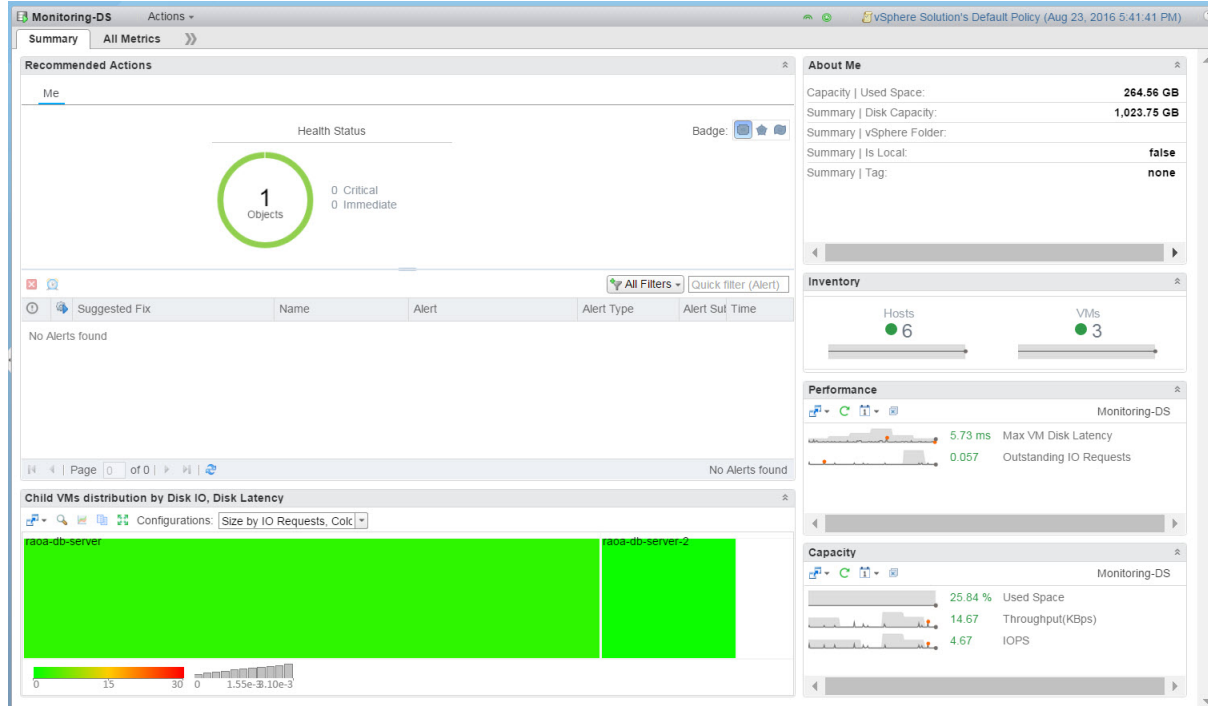 Monitoring-DS Actions vSphere Solution's Default Policy (Aug 23, 2016 5:41:41 PM)
Summary All Metrics
Recommended Actions
Me
Health Status
Badge:
1
Objects
0 Critical
0 Immediate
All Filters Quick filter (Alert)
Suggested Fix Name Alert Alert Type Alert Sut Time
No Alerts found
Page 0 of 0 No Alerts found
Child VMs distribution by Disk IO, Disk Latency
Configurations: Size by IO Requests, Colc
raoa-db-server raoa-db-server-2
0 15 30 0 1.55e-3 3.10e-3
About Me
Capacity | Used Space: 264.56 GB
Summary | Disk Capacity: 1,023.75 GB
Summary | vSphere Folder:
Summary | Is Local: false
Summary | Tag: none
Inventory
Hosts VMs
6 3
Performance
Monitoring-DS
5.73 ms Max VM Disk Latency
0.057 Outstanding IO Requests
Capacity
Monitoring-DS
25.84 % Used Space
14.67 Throughput(KBps)
4.67 IOPS